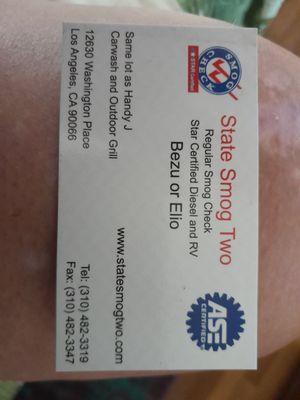 SMOG
CHECK
STAR Certified
State Smog Two
Regular Smog Check
Star Certified Diesel and RV
Bezu or Elio
ASE
CERTIFIED
www.statesmogtwo.com
Same lot as Handy J
Carwash and Outdoor Grill
12630 Washington Place
Los Angeles, CA 90066
Tel: (310) 482-3319
Fax: (310) 482-3347